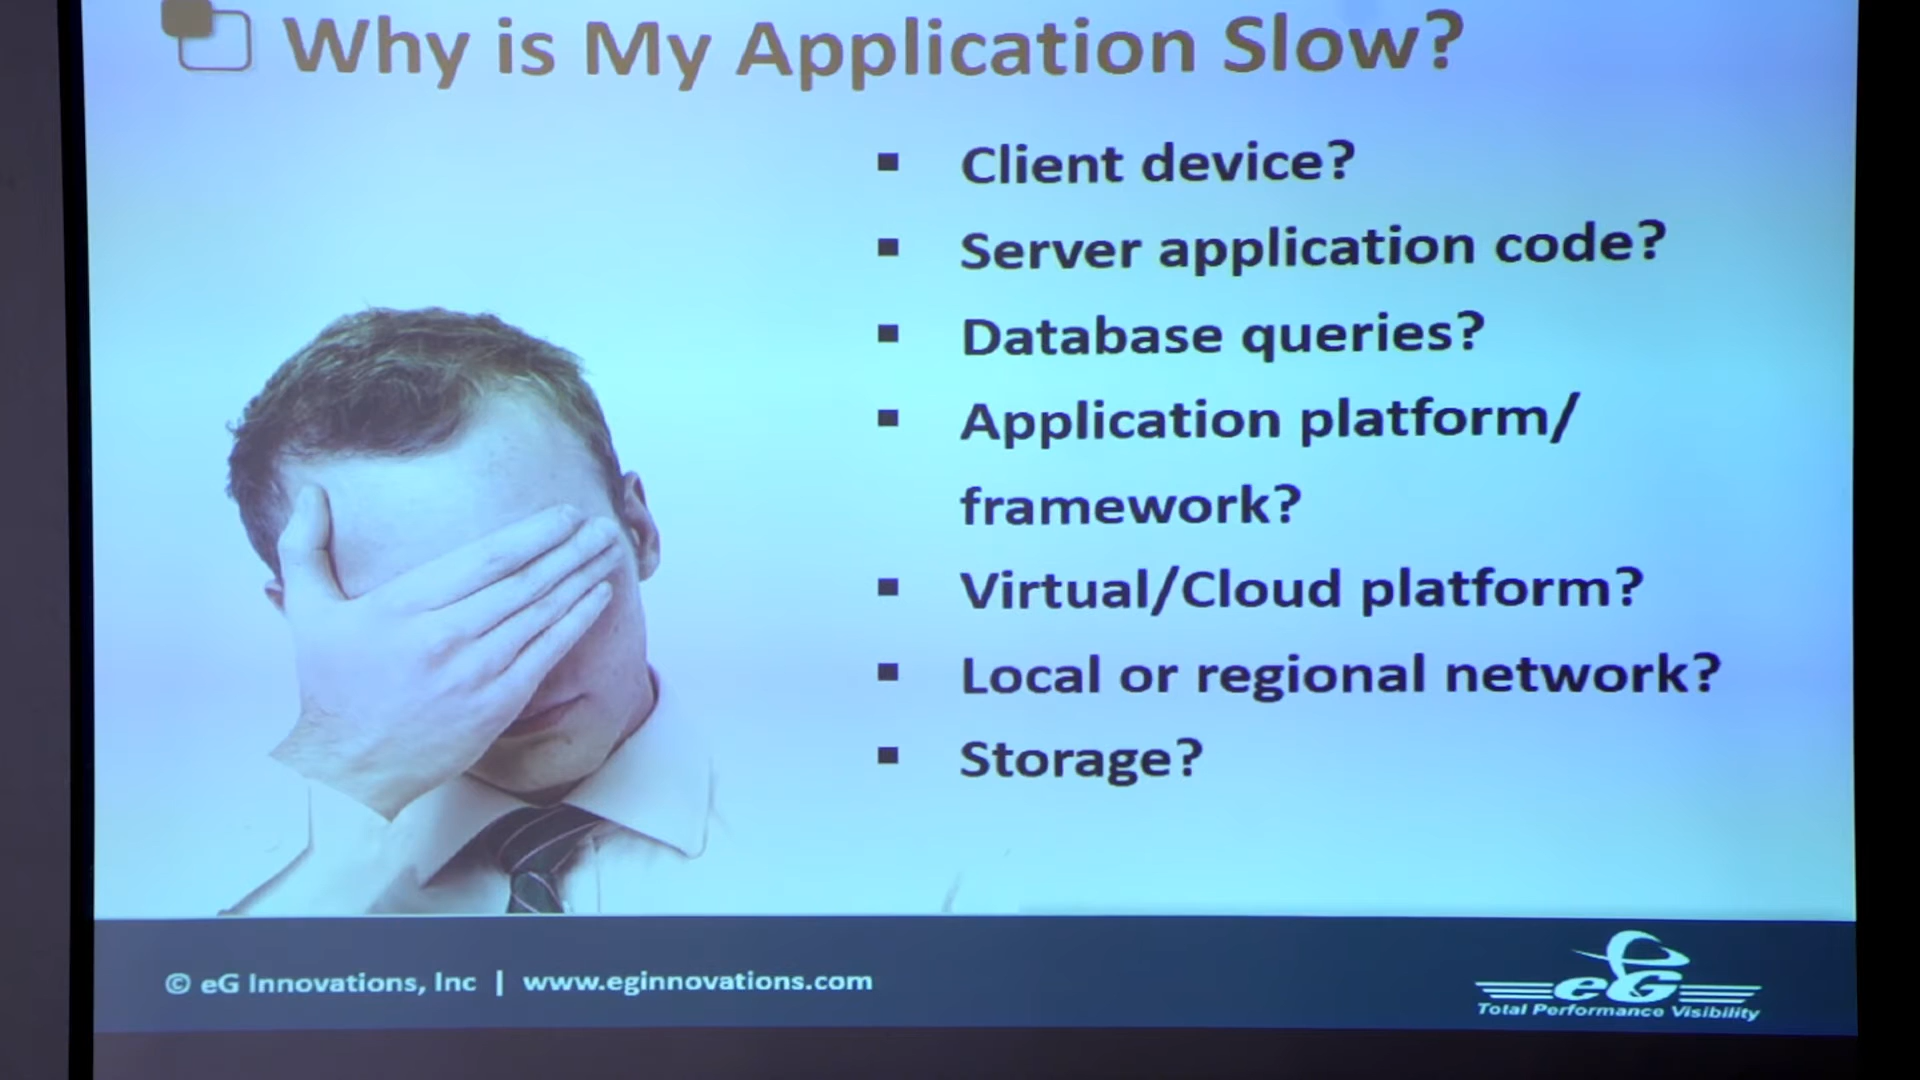 Why is My Application Slow?
▪ Client device?
▪ Server application code?
▪ Database queries?
▪ Application platform/
framework?
▪ Virtual/Cloud platform?
▪ Local or regional network?
▪ Storage?
© eG Innovations, Inc | www.eginnovations.com
eG
Total Performance Visibility